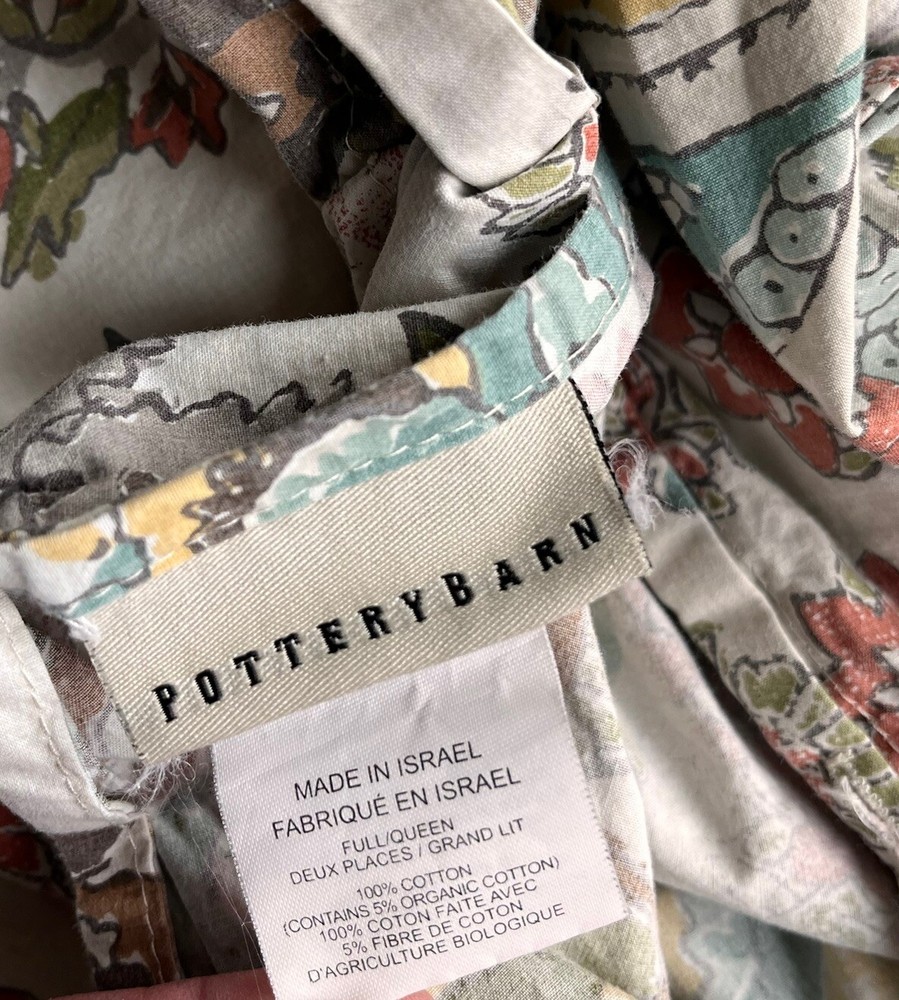 POTTERYBARN
MADE IN ISRAEL
FABRIQUÉ EN ISRAEL
FULL/QUEEN
DEUX PLACES / GRAND LIT
100% COTTON
(CONTAINS 5% ORGANIC COTTON)
100% COTON FAITE AVEC
5% FIBRE DE COTON
D'AGRICULTURE BIOLOGIQUE